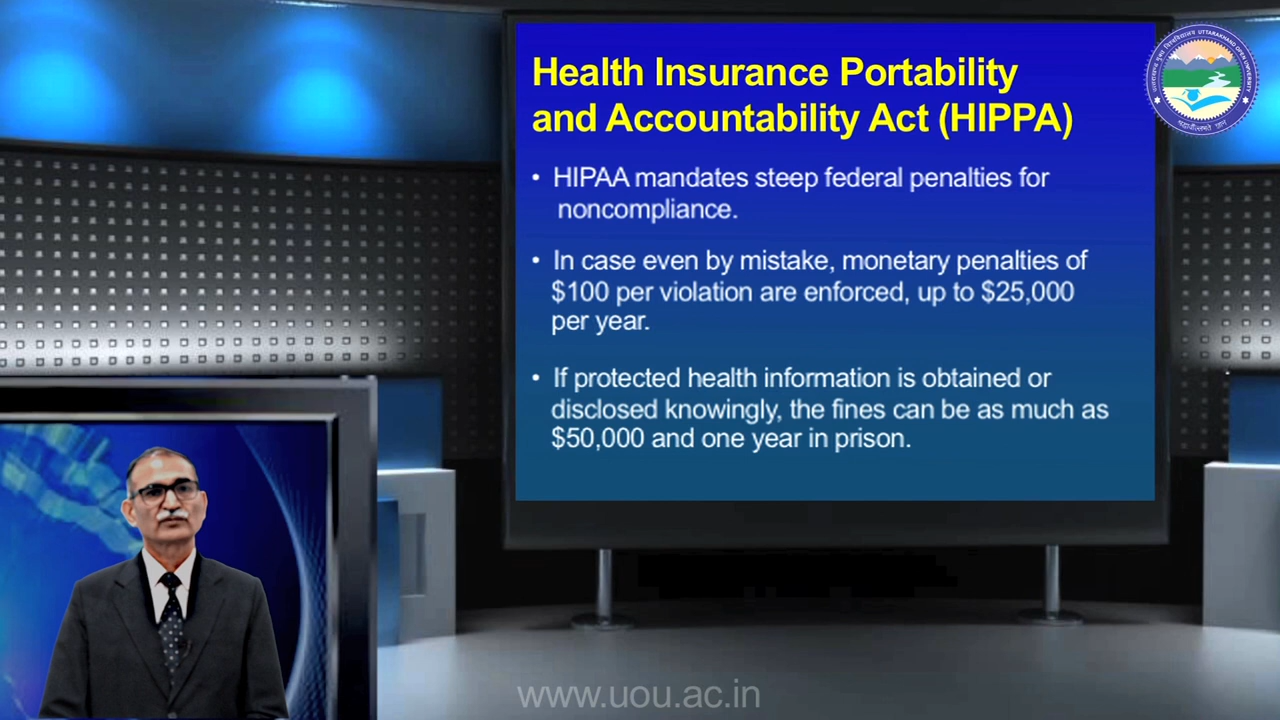 Health Insurance Portability
and Accountability Act (HIPPA)
• HIPAA mandates steep federal penalties for
noncompliance.
• In case even by mistake, monetary penalties of
$100 per violation are enforced, up to $25,000
per year.
• If protected health information is obtained or
disclosed knowingly, the fines can be as much as
$50,000 and one year in prison.
UTTARAKHAND OPEN UNIVERSITY
www.uou.ac.in